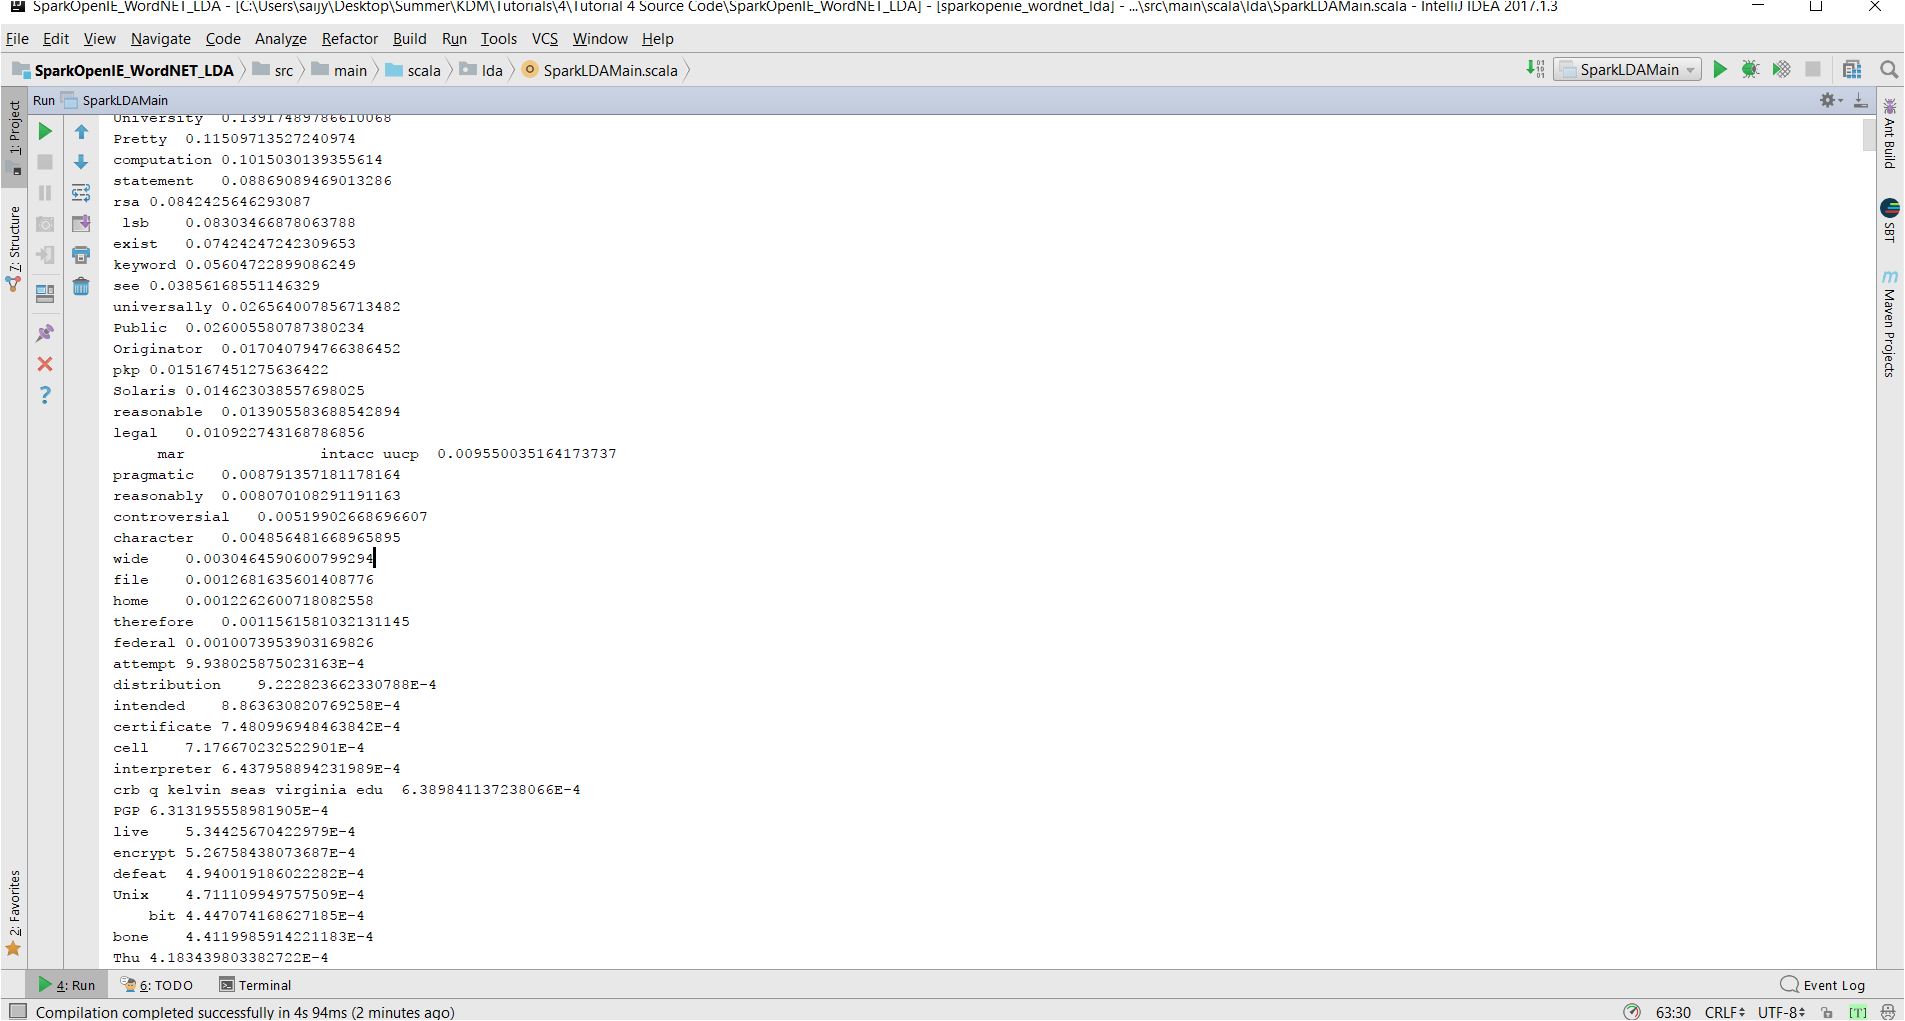 SparkOpenIE_WordNET_LDA - [C:\Users\saijy\Desktop\Summer\KDM\Tutorials\4\Tutorial 4 Source Code\SparkOpenIE_WordNET_LDA] - [sparkopenie_wordnet_lda] - ...\src\main\scala\lda\SparkLDAMain.scala - IntelliJ IDEA 2017.1.3
File Edit View Navigate Code Analyze Refactor Build Run Tools VCS Window Help
SparkOpenIE_WordNET_LDA src main scala lda SparkLDAMain.scala SparkLDAMain
Run SparkLDAMain
University 0.13917489786610068
Pretty 0.11509713527240974
computation 0.1015030139355614
statement 0.08869089469013286
rsa 0.0842425646293087
lsb 0.08303466878063788
exist 0.07424247242309653
keyword 0.05604722899086249
see 0.03856168551146329
universally 0.026564007856713482
Public 0.026005580787380234
Originator 0.017040794766386452
pkp 0.015167451275636422
Solaris 0.014623038557698025
reasonable 0.013905583688542894
legal 0.010922743168786856
mar intacc uucp 0.009550035164173737
pragmatic 0.008791357181178164
reasonably 0.008070108291191163
controversial 0.00519902668696607
character 0.004856481668965895
wide 0.0030464590600799294
file 0.0012681635601408776
home 0.0012262600718082558
therefore 0.0011561581032131145
federal 0.0010073953903169826
attempt 9.938025875023163E-4
distribution 9.222823662330788E-4
intended 8.863630820769258E-4
certificate 7.480996948463842E-4
cell 7.176670232522901E-4
interpreter 6.437958894231989E-4
crb q kelvin seas virginia edu 6.389841137238066E-4
PGP 6.313195558981905E-4
live 5.34425670422979E-4
encrypt 5.26758438073687E-4
defeat 4.940019186022282E-4
Unix 4.711109949757509E-4
bit 4.447074168627185E-4
bone 4.4119985914221183E-4
Thu 4.183439803382722E-4
1: Project
Z: Structure
2: Favorites
Ant Build
SBT
Maven Projects
4: Run 6: TODO Terminal Event Log
Compilation completed successfully in 4s 94ms (2 minutes ago) 63:30 CRLF UTF-8 [T]